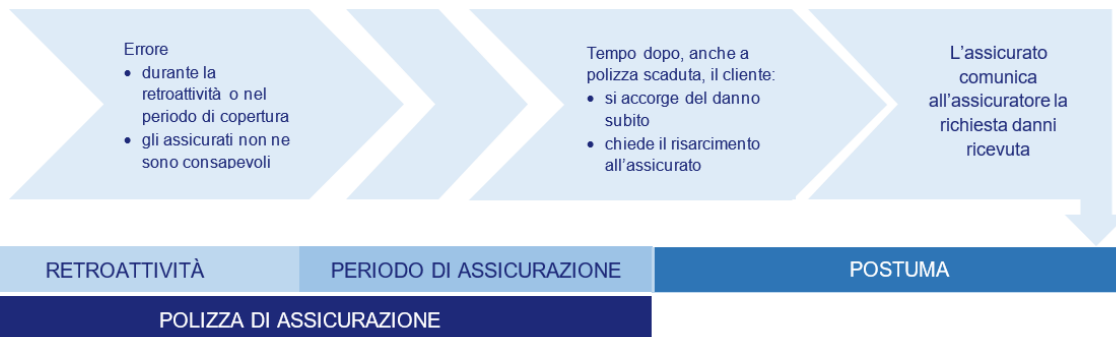 Errore
• durante la
retroattività o nel
periodo di copertura
• gli assicurati non ne
sono consapevoli
Tempo dopo, anche a
polizza scaduta, il cliente:
• si accorge del danno
subito
• chiede il risarcimento
all'assicurato
L'assicurato
comunica
all'assicuratore la
richiesta danni
ricevuta
RETROATTIVITÀ
PERIODO DI ASSICURAZIONE
POSTUMA
POLIZZA DI ASSICURAZIONE